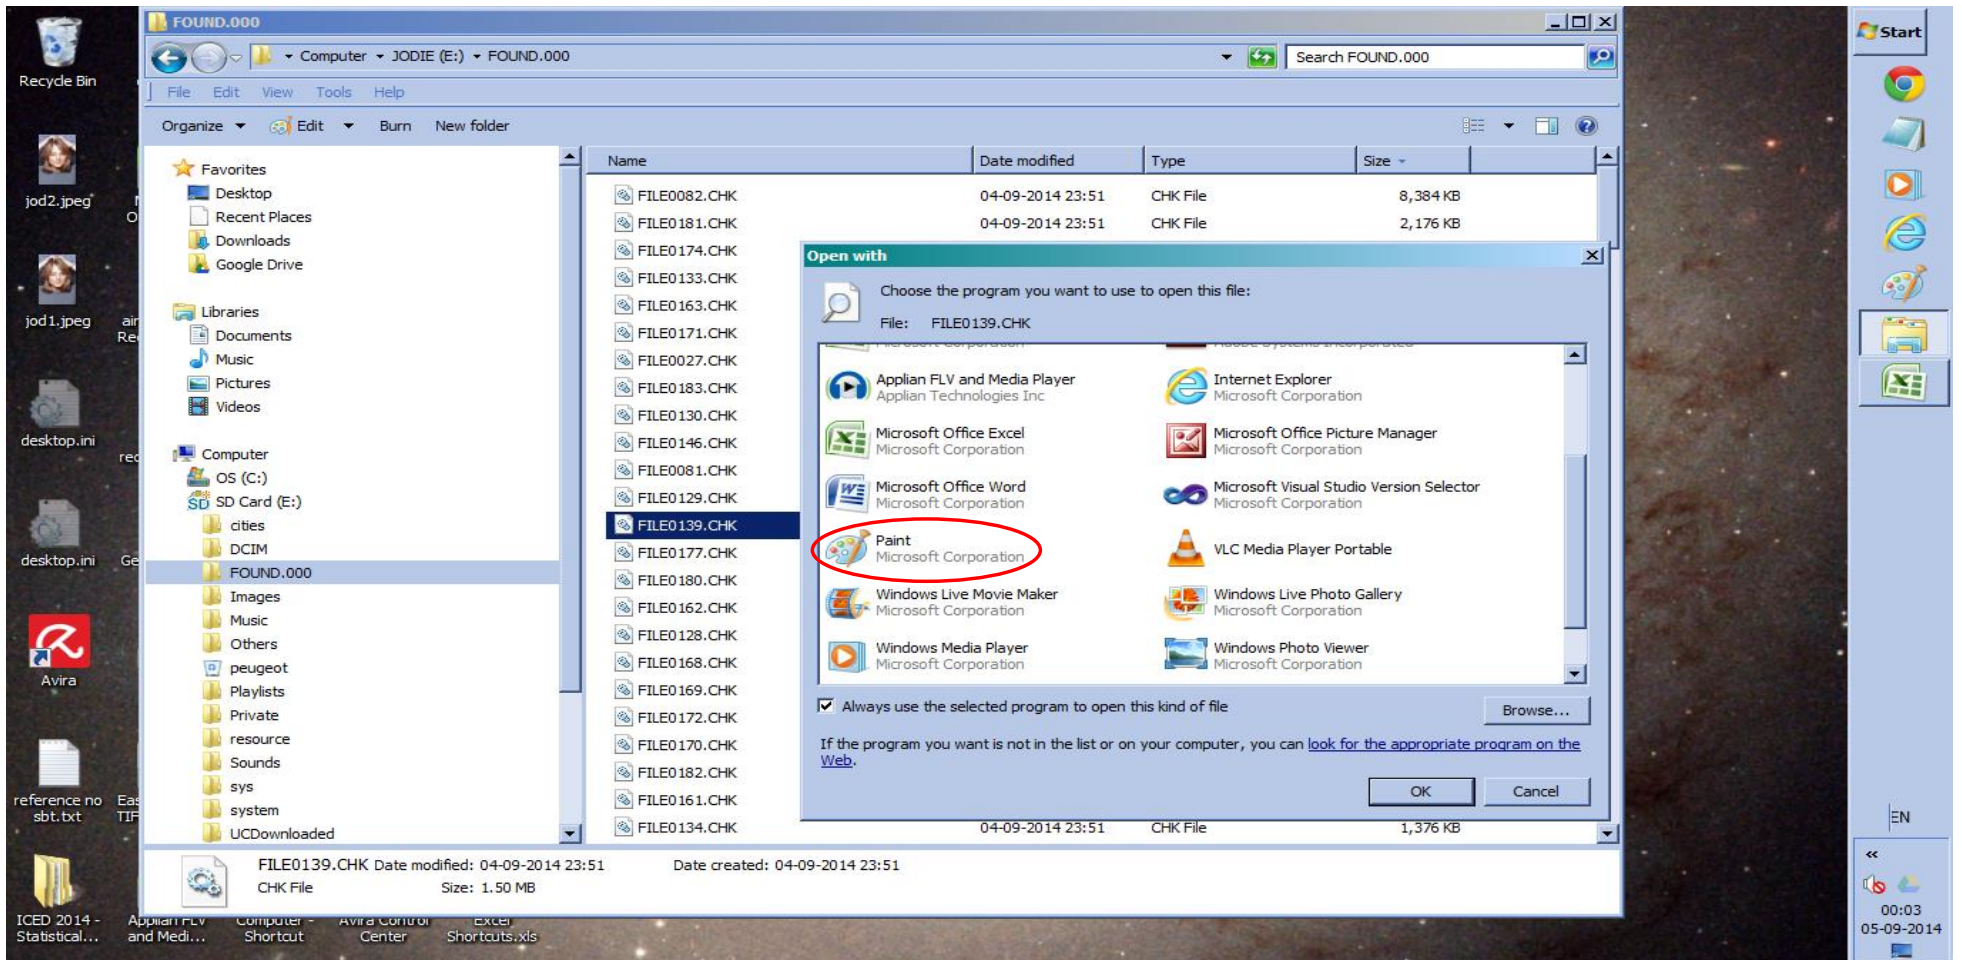 Recycle Bin
jod2.jpeg
jod1.jpeg
desktop.ini
desktop.ini
Avira
reference no
sbt.txt
ICED 2014 -
Statistical...
and Medi...
Computer -
Shortcut
Avira Control
Center
Excel
Shortcuts.xls
FOUND.000
Computer JODIE (E:) FOUND.000
Search FOUND.000
File Edit View Tools Help
Organize Edit Burn New folder
Favorites
Desktop
Recent Places
Downloads
Google Drive
Libraries
Documents
Music
Pictures
Videos
Computer
OS (C:)
SD Card (E:)
cities
DCIM
FOUND.000
Images
Music
Others
peugeot
Playlists
Private
resource
Sounds
sys
system
UCDownloaded
Name Date modified Type Size
FILE0082.CHK 04-09-2014 23:51 CHK File 8,384 KB
FILE0181.CHK 04-09-2014 23:51 CHK File 2,176 KB
FILE0174.CHK
FILE0133.CHK
FILE0163.CHK
FILE0171.CHK
FILE0027.CHK
FILE0183.CHK
FILE0130.CHK
FILE0146.CHK
FILE0081.CHK
FILE0129.CHK
FILE0139.CHK
FILE0177.CHK
FILE0180.CHK
FILE0162.CHK
FILE0128.CHK
FILE0168.CHK
FILE0169.CHK
FILE0172.CHK
FILE0170.CHK
FILE0182.CHK
FILE0161.CHK
FILE0134.CHK 04-09-2014 23:51 CHK File 1,376 KB
Open with
Choose the program you want to use to open this file:
File: FILE0139.CHK
Applian FLV and Media Player
Applian Technologies Inc
Internet Explorer
Microsoft Corporation
Microsoft Office Excel
Microsoft Corporation
Microsoft Office Picture Manager
Microsoft Corporation
Microsoft Office Word
Microsoft Corporation
Microsoft Visual Studio Version Selector
Microsoft Corporation
Paint
Microsoft Corporation
VLC Media Player Portable
Windows Live Movie Maker
Microsoft Corporation
Windows Live Photo Gallery
Microsoft Corporation
Windows Media Player
Microsoft Corporation
Windows Photo Viewer
Microsoft Corporation
Always use the selected program to open this kind of file
Browse...
If the program you want is not in the list or on your computer, you can look for the appropriate program on the
Web.
OK Cancel
FILE0139.CHK Date modified: 04-09-2014 23:51 Date created: 04-09-2014 23:51
CHK File Size: 1.50 MB
Start
EN
00:03
05-09-2014